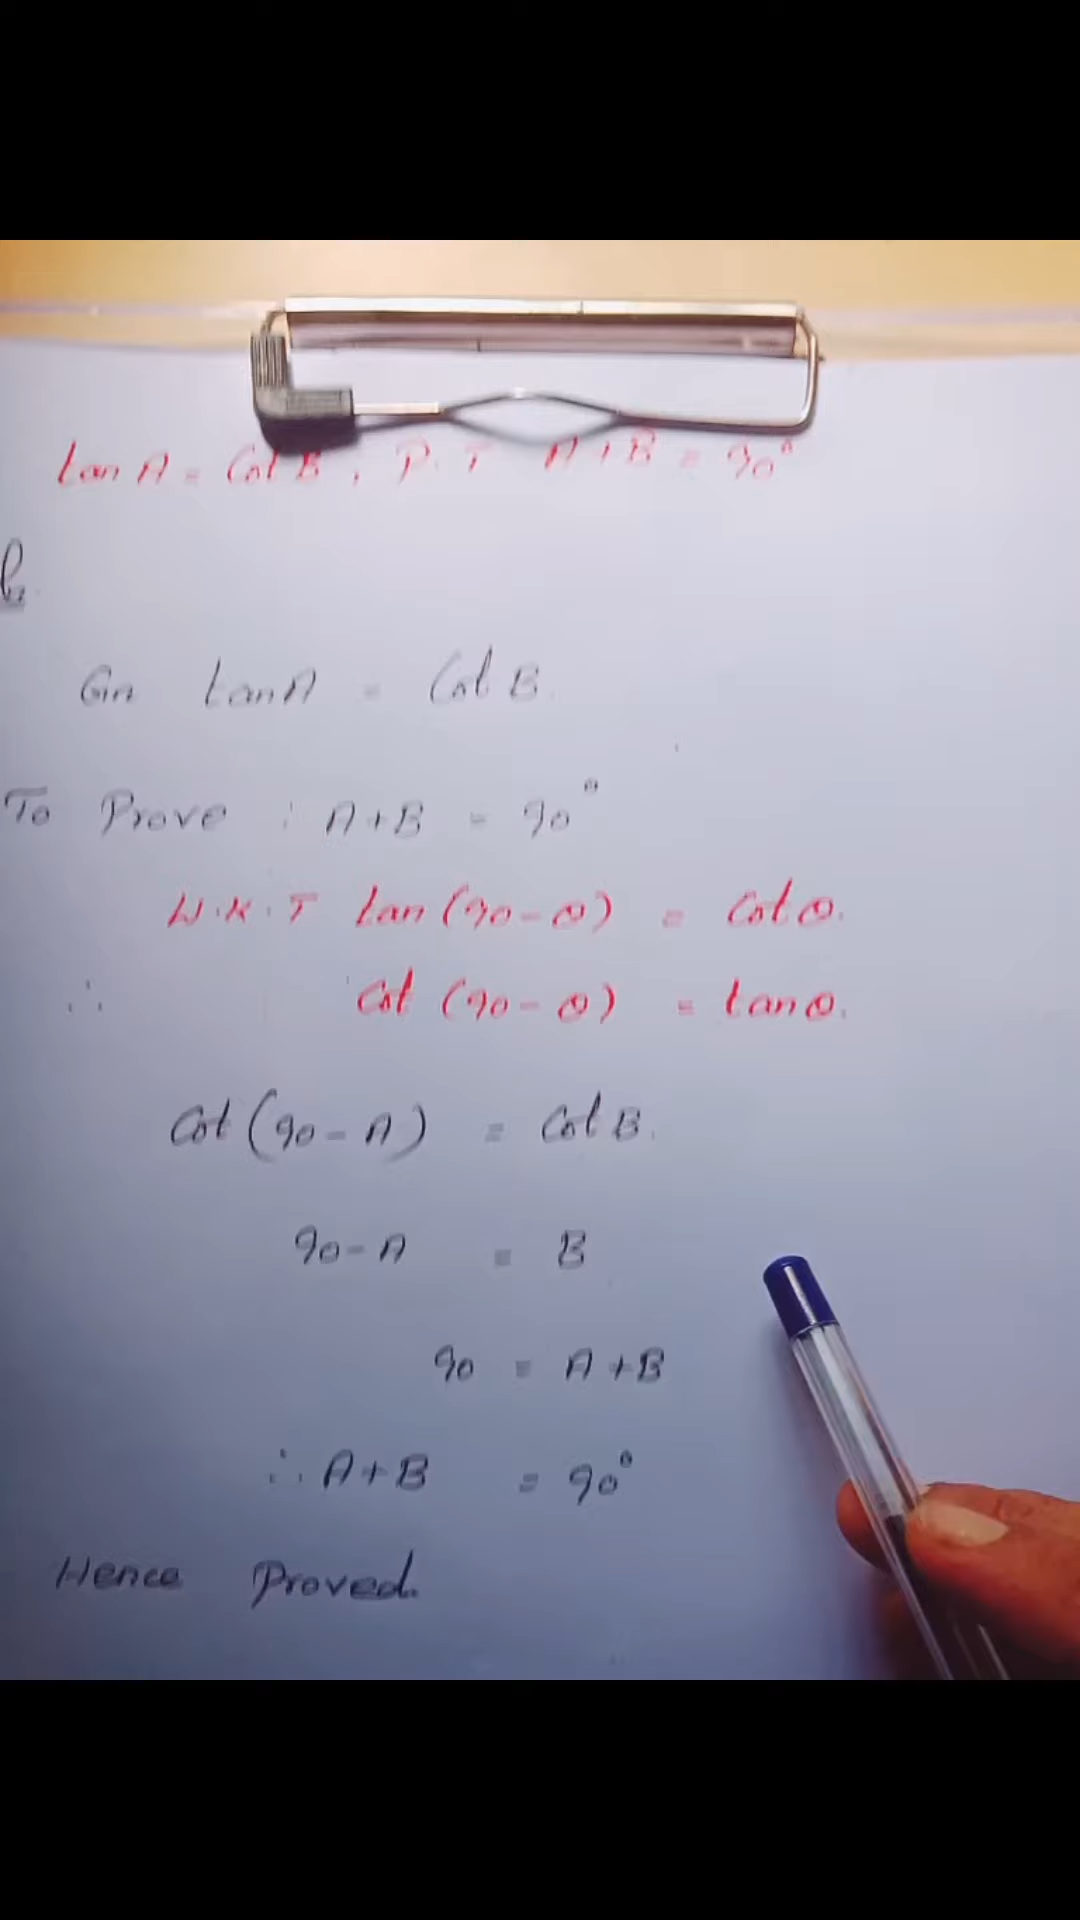 tan A = Cot B, P.T A+B = 90°
Gn tan A = Cot B.
To Prove : A+B = 90°
W.K.T tan (90-θ) = Cot θ.
∴ Cot (90-θ) = tan θ.
Cot (90-A) = Cot B.
90-A = B
90 = A+B
∴ A+B = 90°
Hence Proved.